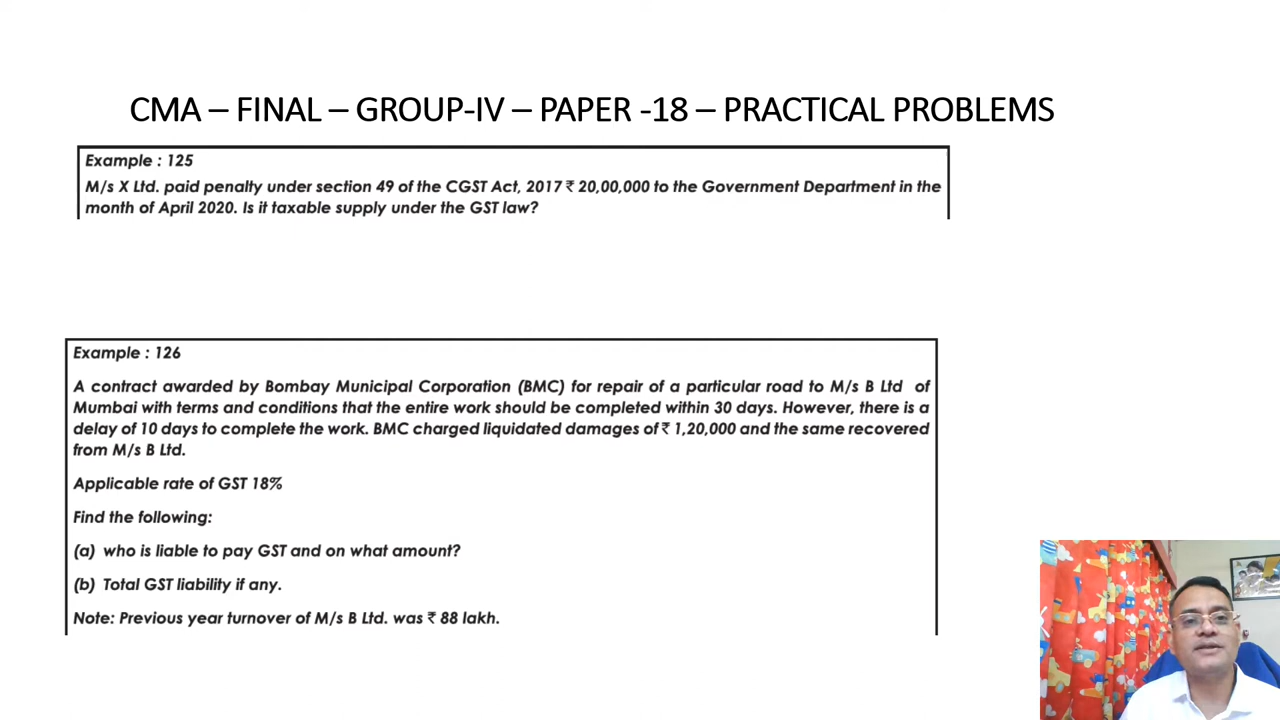 CMA – FINAL – GROUP-IV – PAPER -18 – PRACTICAL PROBLEMS
Example : 125
M/s X Ltd. paid penalty under section 49 of the CGST Act, 2017 ₹ 20,00,000 to the Government Department in the
month of April 2020. Is it taxable supply under the GST law?
Example : 126
A contract awarded by Bombay Municipal Corporation (BMC) for repair of a particular road to M/s B Ltd of
Mumbai with terms and conditions that the entire work should be completed within 30 days. However, there is a
delay of 10 days to complete the work. BMC charged liquidated damages of ₹ 1,20,000 and the same recovered
from M/s B Ltd.
Applicable rate of GST 18%
Find the following:
(a) who is liable to pay GST and on what amount?
(b) Total GST liability if any.
Note: Previous year turnover of M/s B Ltd. was ₹ 88 lakh.